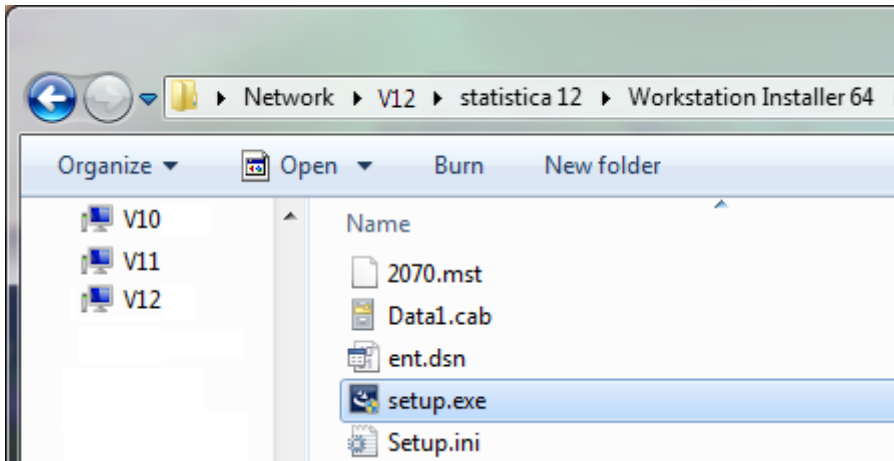 Network V12 statistica 12 Workstation Installer 64
Organize Open Burn New folder
V10
V11
V12
Name
2070.mst
Data1.cab
ent.dsn
setup.exe
Setup.ini